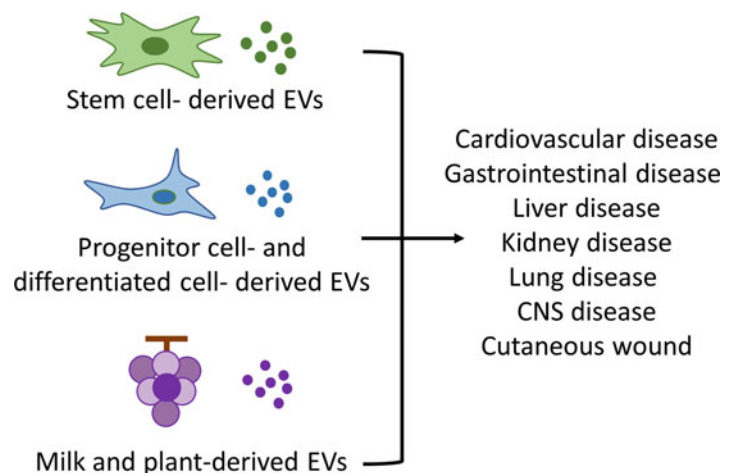 Stem cell- derived EVs
Progenitor cell- and
differentiated cell- derived EVs
Milk and plant-derived EVs
Cardiovascular disease
Gastrointestinal disease
Liver disease
Kidney disease
Lung disease
CNS disease
Cutaneous wound